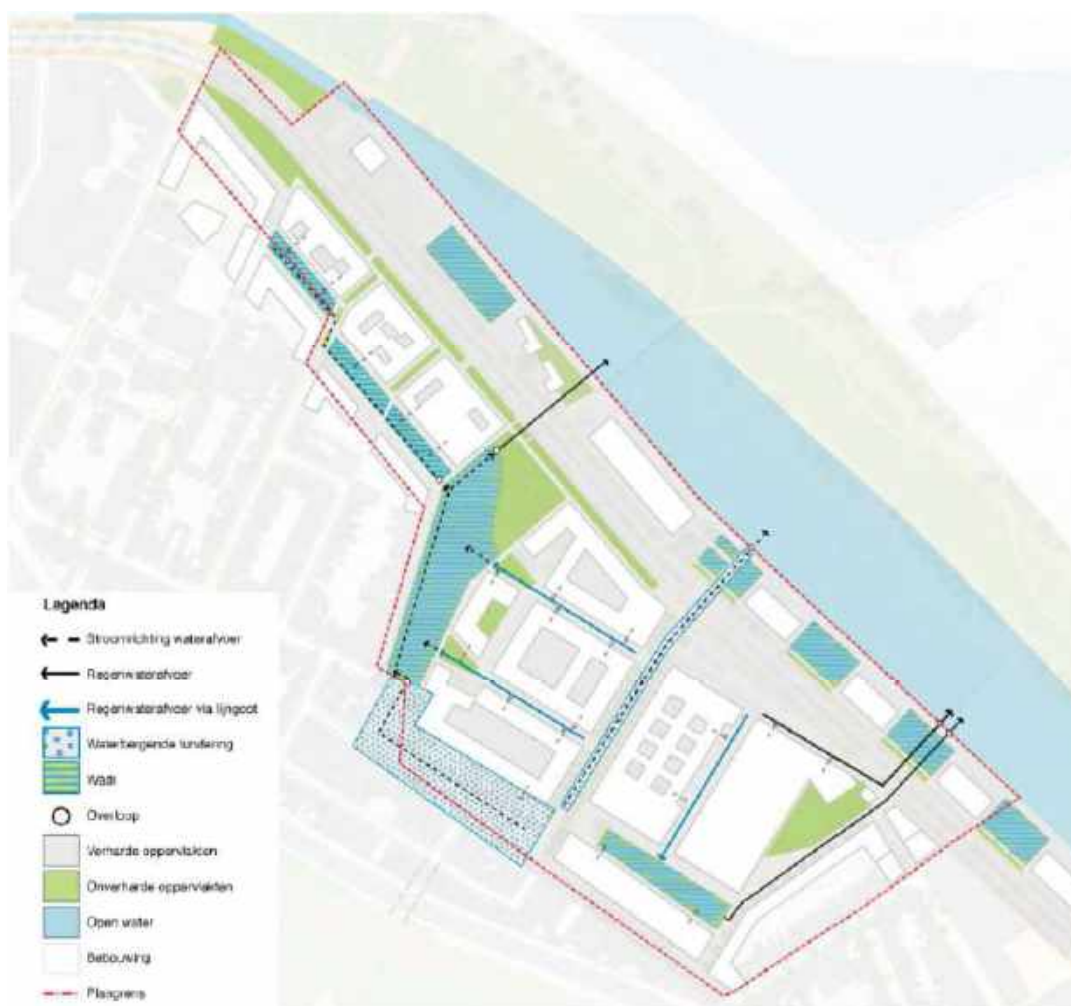 Legenda
Stroomrichting waterafvoer
Regenwaterafvoer
Regenwaterafvoer via lijngoot
Waterbergende fundering
Wadi
Overloop
Verharde oppervlakten
Onverharde oppervlakten
Open water
Bebouwing
Plangrens